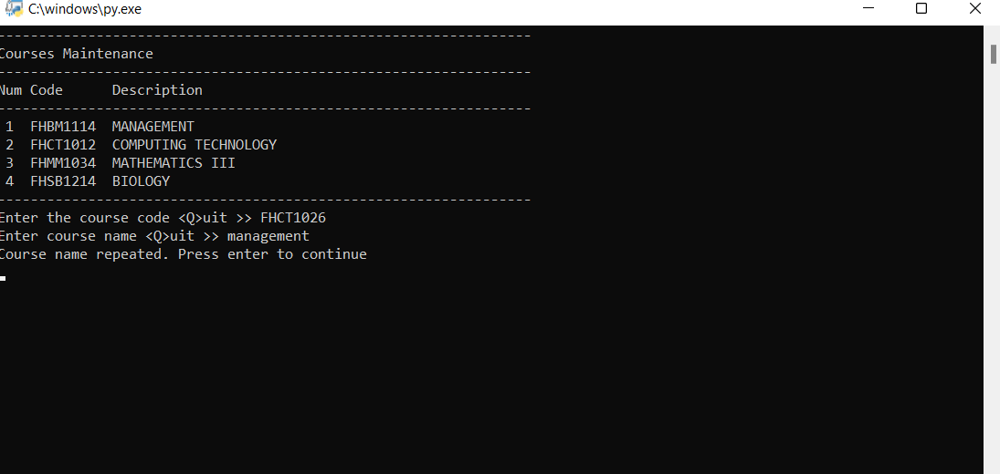 C:\windows\py.exe
-----------------------------------------------------------------
Courses Maintenance
-----------------------------------------------------------------
Num Code      Description
-----------------------------------------------------------------
 1  FHBM1114  MANAGEMENT
 2  FHCT1012  COMPUTING TECHNOLOGY
 3  FHMM1034  MATHEMATICS III
 4  FHSB1214  BIOLOGY
-----------------------------------------------------------------
Enter the course code <Q>uit >> FHCT1026
Enter course name <Q>uit >> management
Course name repeated. Press enter to continue